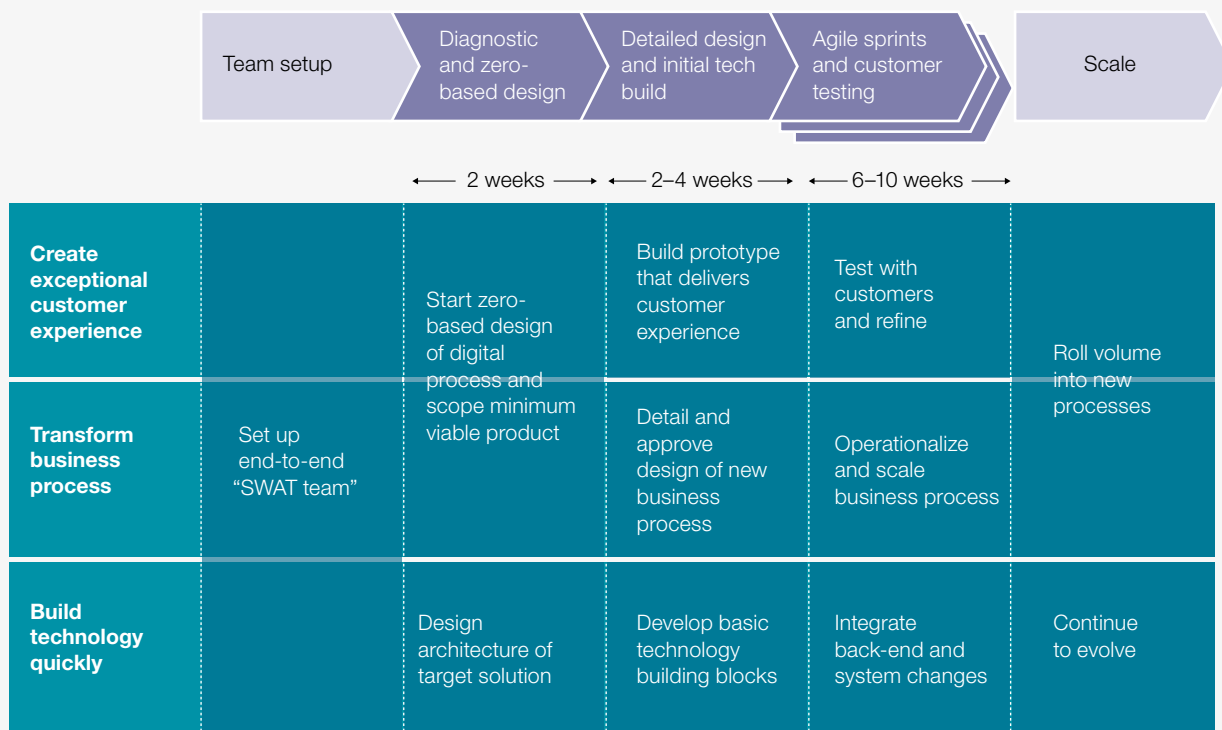 Team setup
Diagnostic
and zero-
based design
Detailed design
and initial tech
build
Agile sprints
and customer
testing
Scale
2 weeks
2–4 weeks
6–10 weeks
Create
exceptional
customer
experience
Start zero-
based design
of digital
process and
scope minimum
viable product
Build prototype
that delivers
customer
experience
Test with
customers
and refine
Roll volume
into new
processes
Transform
business
process
Set up
end-to-end
“SWAT team”
Detail and
approve
design of new
business
process
Operationalize
and scale
business process
Build
technology
quickly
Design
architecture of
target solution
Develop basic
technology
building blocks
Integrate
back-end and
system changes
Continue
to evolve